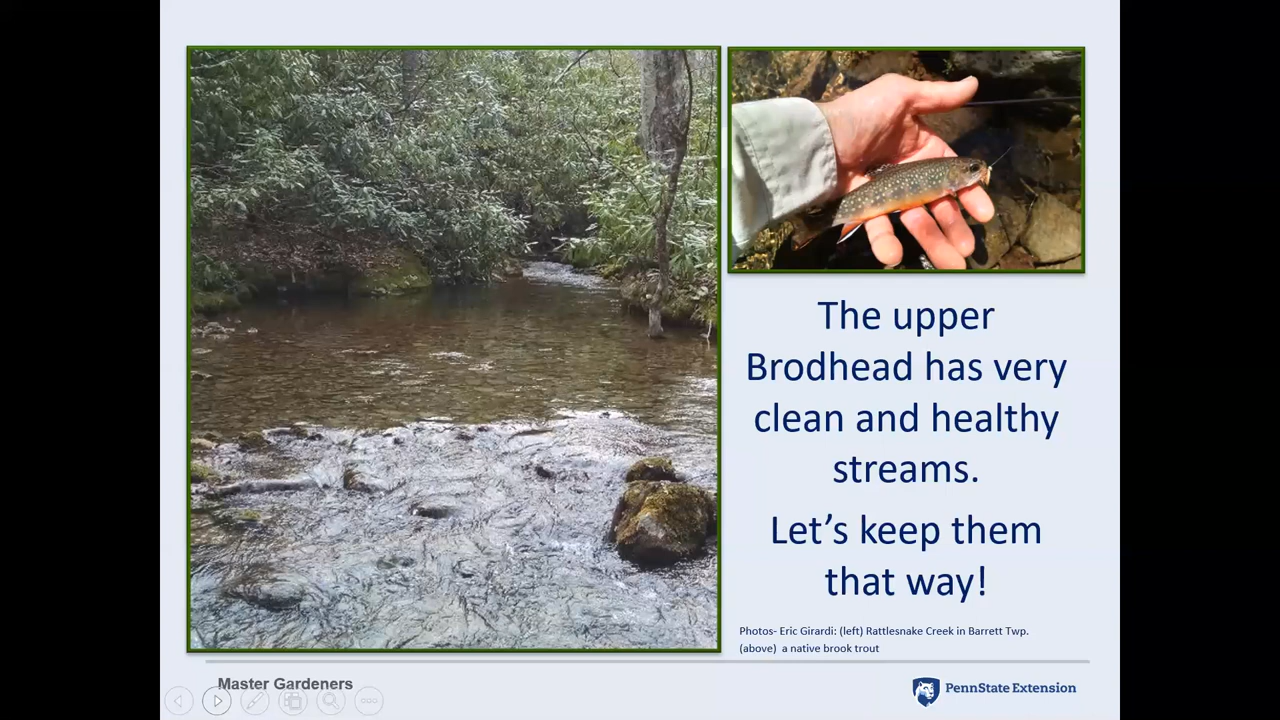 The upper
Brodhead has very
clean and healthy
streams.
Let's keep them
that way!
Photos- Eric Girardi: (left) Rattlesnake Creek in Barrett Twp.
(above) a native brook trout
Master Gardeners
PennState Extension